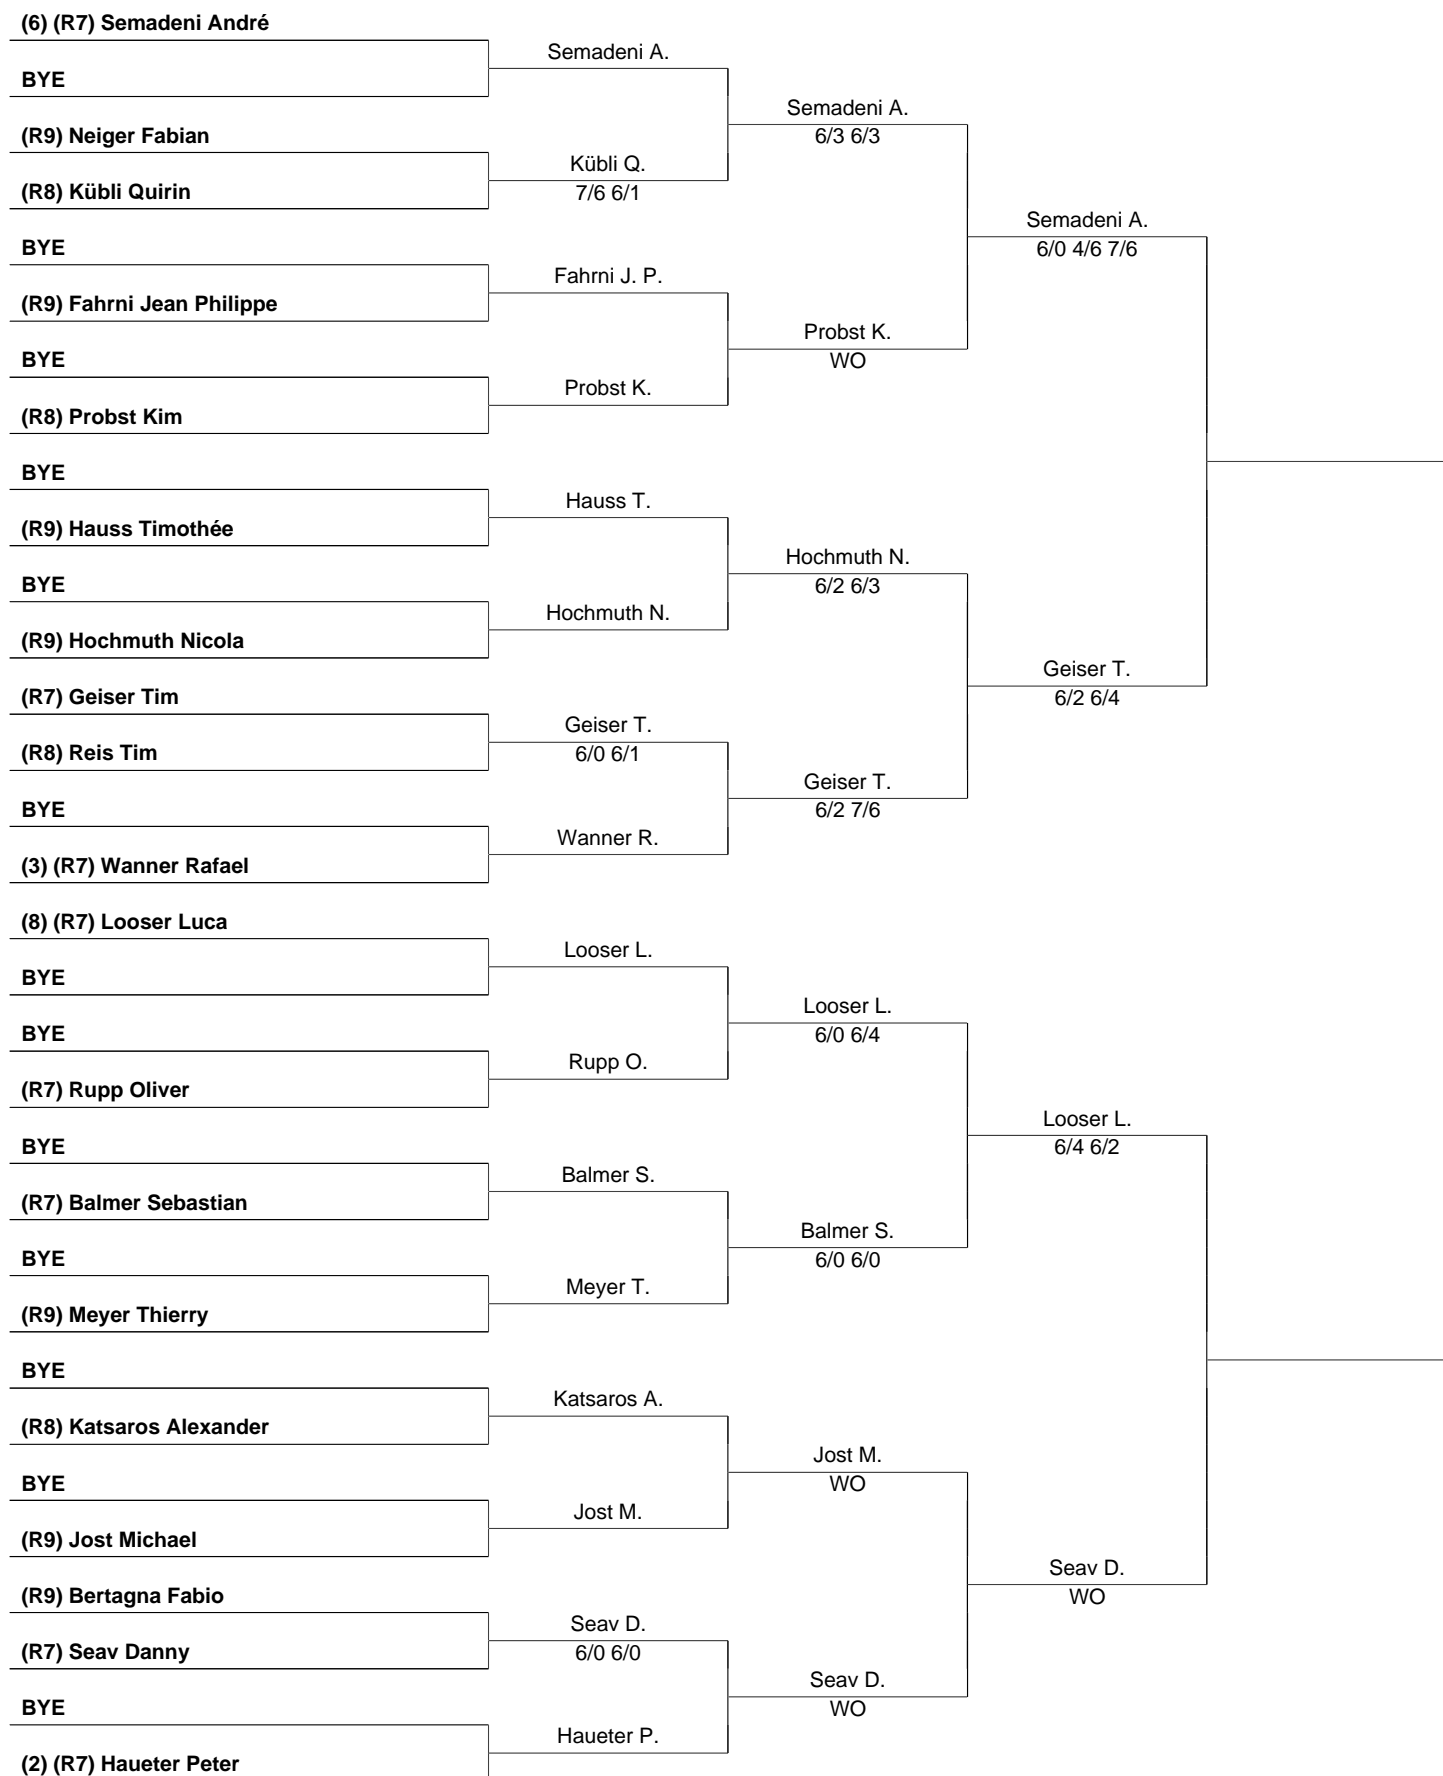 (6) (R7) Semadeni André
Semadeni A.
BYE
Semadeni A.
6/3 6/3
(R9) Neiger Fabian
Kübli Q.
7/6 6/1
(R8) Kübli Quirin
Semadeni A.
6/0 4/6 7/6
BYE
Fahrni J. P.
(R9) Fahrni Jean Philippe
Probst K.
WO
BYE
Probst K.
(R8) Probst Kim
BYE
Hauss T.
(R9) Hauss Timothée
Hochmuth N.
6/2 6/3
BYE
Hochmuth N.
(R9) Hochmuth Nicola
Geiser T.
6/2 6/4
(R7) Geiser Tim
Geiser T.
6/0 6/1
(R8) Reis Tim
Geiser T.
6/2 7/6
BYE
Wanner R.
(3) (R7) Wanner Rafael
(8) (R7) Looser Luca
Looser L.
BYE
Looser L.
6/0 6/4
BYE
Rupp O.
(R7) Rupp Oliver
Looser L.
6/4 6/2
BYE
Balmer S.
(R7) Balmer Sebastian
Balmer S.
6/0 6/0
BYE
Meyer T.
(R9) Meyer Thierry
BYE
Katsaros A.
(R8) Katsaros Alexander
Jost M.
WO
BYE
Jost M.
(R9) Jost Michael
Seav D.
WO
(R9) Bertagna Fabio
Seav D.
6/0 6/0
(R7) Seav Danny
Seav D.
WO
BYE
Haueter P.
(2) (R7) Haueter Peter